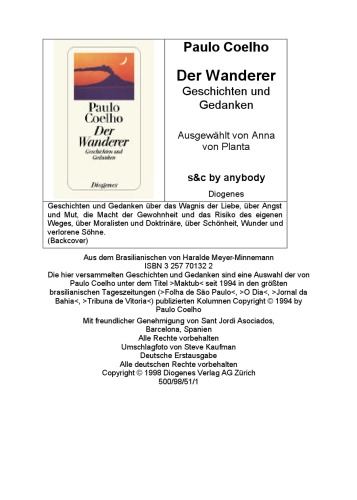 Paulo Coelho
Der Wanderer
Geschichten und
Gedanken
Ausgewählt von Anna
von Planta
s&c by anybody
Diogenes
Paulo
Coelho
Der
Wanderer
Geschichten und
Gedanken
Diogenes
Geschichten und Gedanken über das Wagnis der Liebe, über Angst
und Mut, die Macht der Gewohnheit und das Risiko des eigenen
Weges, über Moralisten und Doktrinäre, über Schönheit, Wunder und
verlorene Söhne.
(Backcover)
Aus dem Brasilianischen von Haralde Meyer-Minnemann
ISBN 3 257 70132 2
Die hier versammelten Geschichten und Gedanken sind eine Auswahl der von
Paulo Coelho unter dem Titel >Maktub< seit 1994 in den größten
brasilianischen Tageszeitungen (>Folha de São Paulo<, >O Dia<, >Jornal da
Bahia<, >Tribuna de Vitoria<) publizierten Kolumnen Copyright © 1994 by
Paulo Coelho
Mit freundlicher Genehmigung von Sant Jordi Asociados,
Barcelona, Spanien
Alle Rechte vorbehalten
Umschlagfoto von Steve Kaufman
Deutsche Erstausgabe
Alle deutschen Rechte vorbehalten
Copyright © 1998 Diogenes Verlag AG Zürich
500/98/51/1